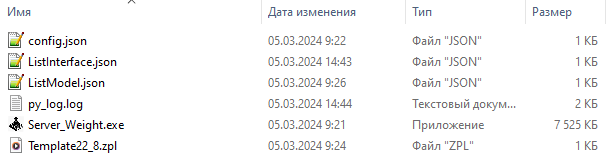 Имя Дата изменения Тип Размер
config.json 05.03.2024 9:22 Файл "JSON" 1 КБ
ListInterface.json 05.03.2024 14:43 Файл "JSON" 1 КБ
ListModel.json 05.03.2024 9:26 Файл "JSON" 1 КБ
py_log.log 05.03.2024 14:44 Текстовый докум... 2 КБ
Server_Weight.exe 05.03.2024 9:21 Приложение 7 525 КБ
Template22_8.zpl 05.03.2024 9:24 Файл "ZPL" 1 КБ